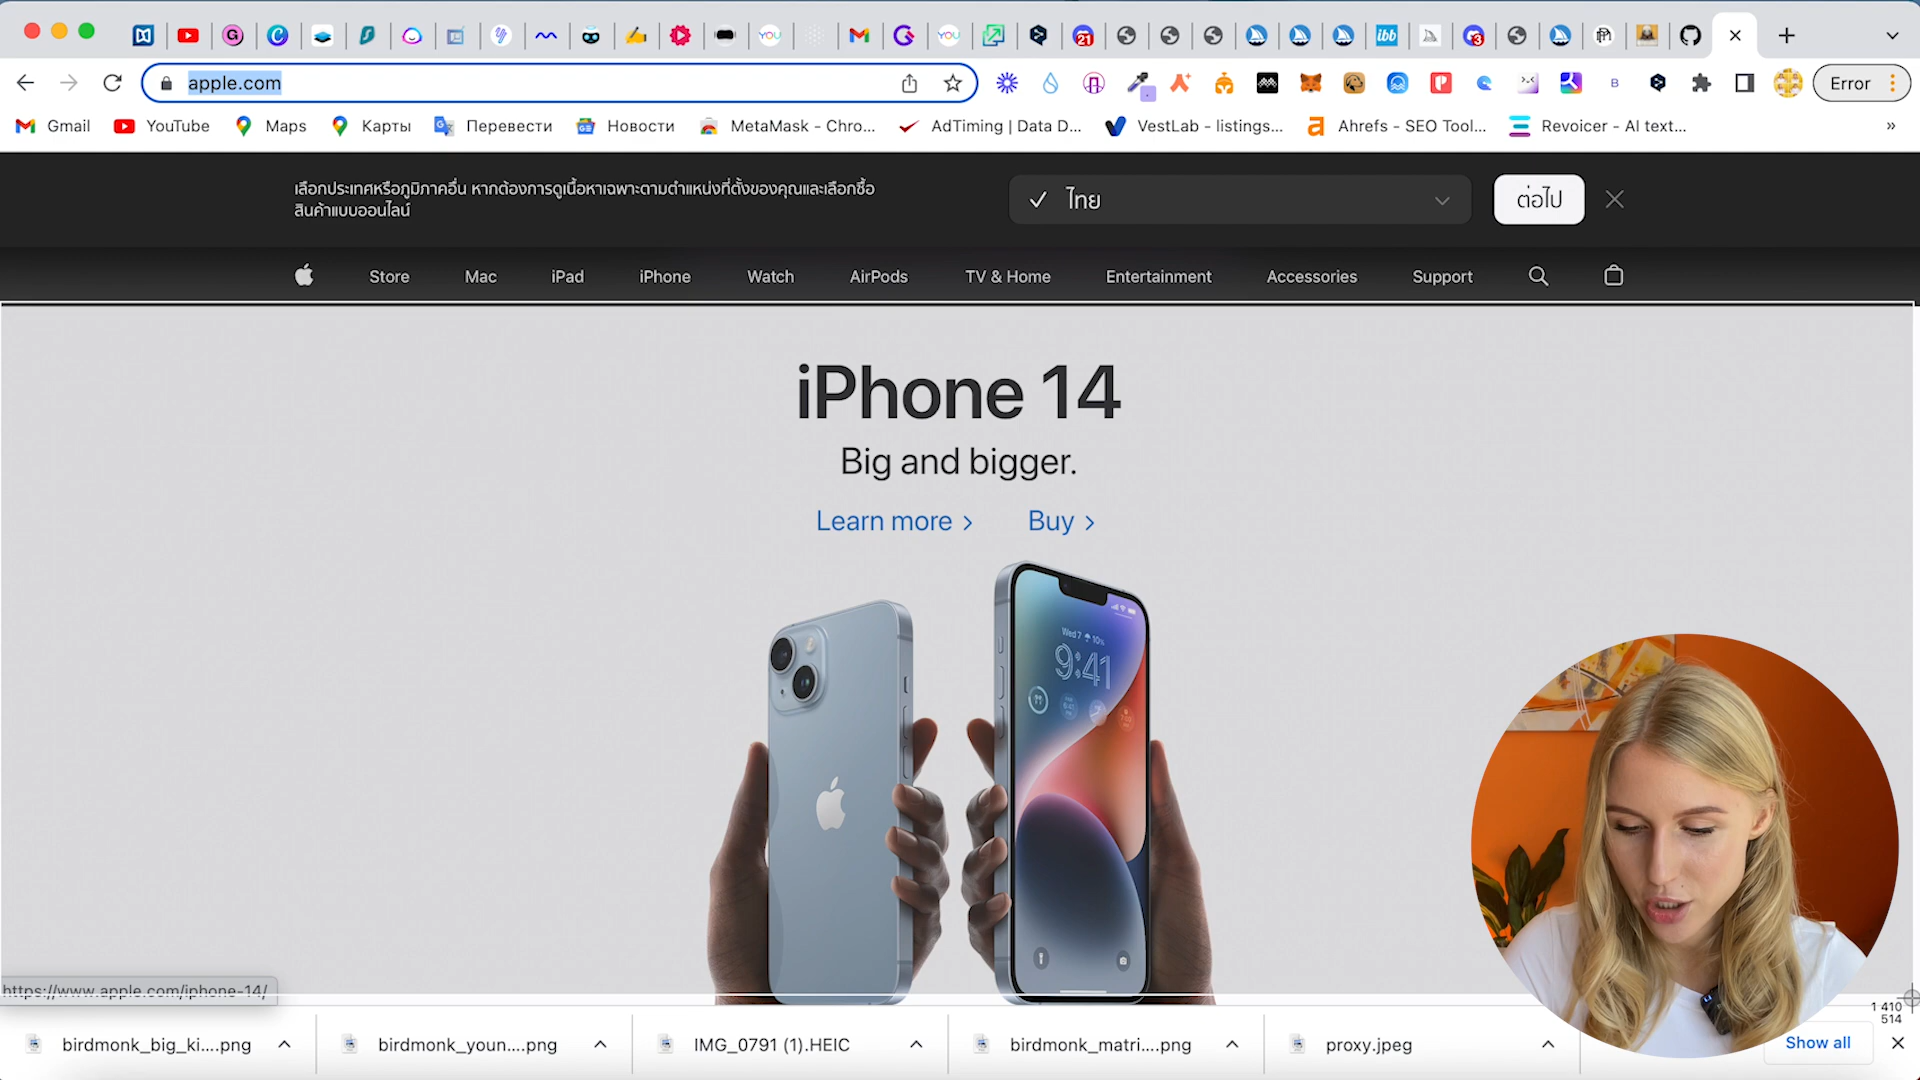 21
ibb
3
apple.com
Error
Gmail
YouTube
Maps
Карты
Перевести
Новости
MetaMask - Chro...
AdTiming | Data D...
VestLab - listings...
Ahrefs - SEO Tool...
Revoicer - AI text...
»
เลือกประเทศหรือภูมิภาคอื่น หากต้องการดูเนื้อหาเฉพาะตามตำแหน่งที่ตั้งของคุณและเลือกซื้อ
สินค้าแบบออนไลน์
ไทย
ต่อไป
Store
Mac
iPad
iPhone
Watch
AirPods
TV & Home
Entertainment
Accessories
Support
iPhone 14
Big and bigger.
Learn more >
Buy >
Wed 7 10%
9:41
https://www.apple.com/iphone-14/
1 410
514
birdmonk_big_ki....png
birdmonk_youn....png
IMG_0791 (1).HEIC
birdmonk_matri....png
proxy.jpeg
Show all